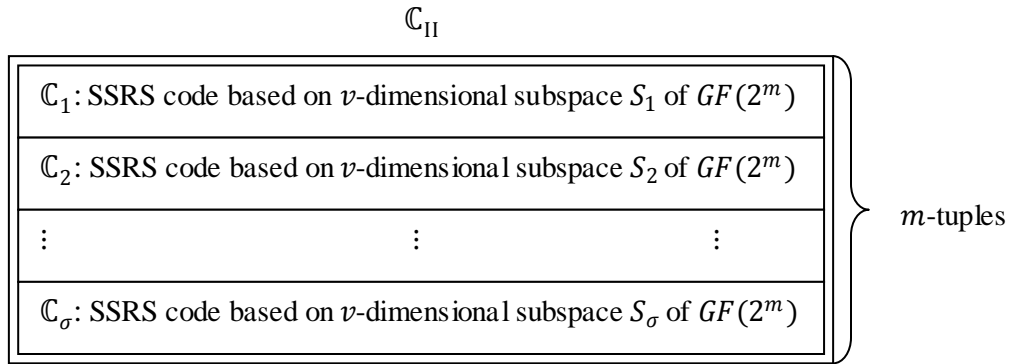 ℂ_II
ℂ_1: SSRS code based on v-dimensional subspace S_1 of GF(2^m)
ℂ_2: SSRS code based on v-dimensional subspace S_2 of GF(2^m)
⋮ ⋮ ⋮
ℂ_σ: SSRS code based on v-dimensional subspace S_σ of GF(2^m)
m-tuples